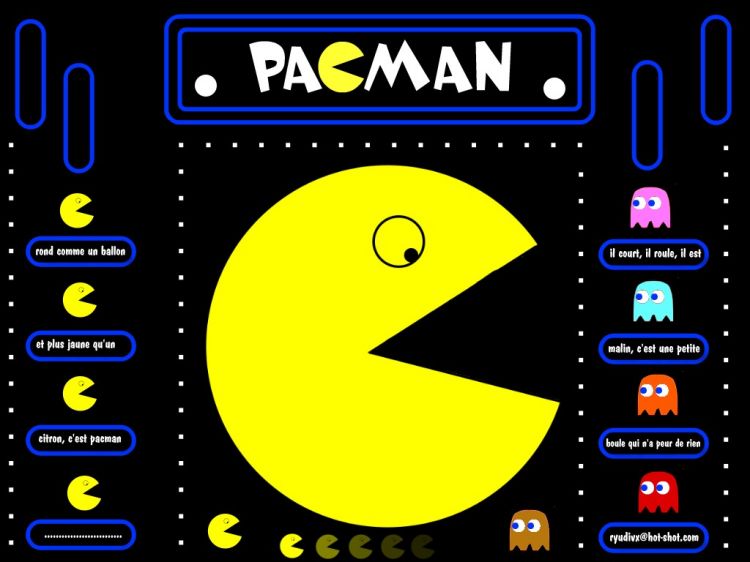 PACMAN
rond comme un ballon
et plus jaune qu'un
citron, c'est pacman
...........................
il court, il roule, il est
malin, c'est une petite
boule qui n'a peur de rien
ryudivx@hot-shot.com